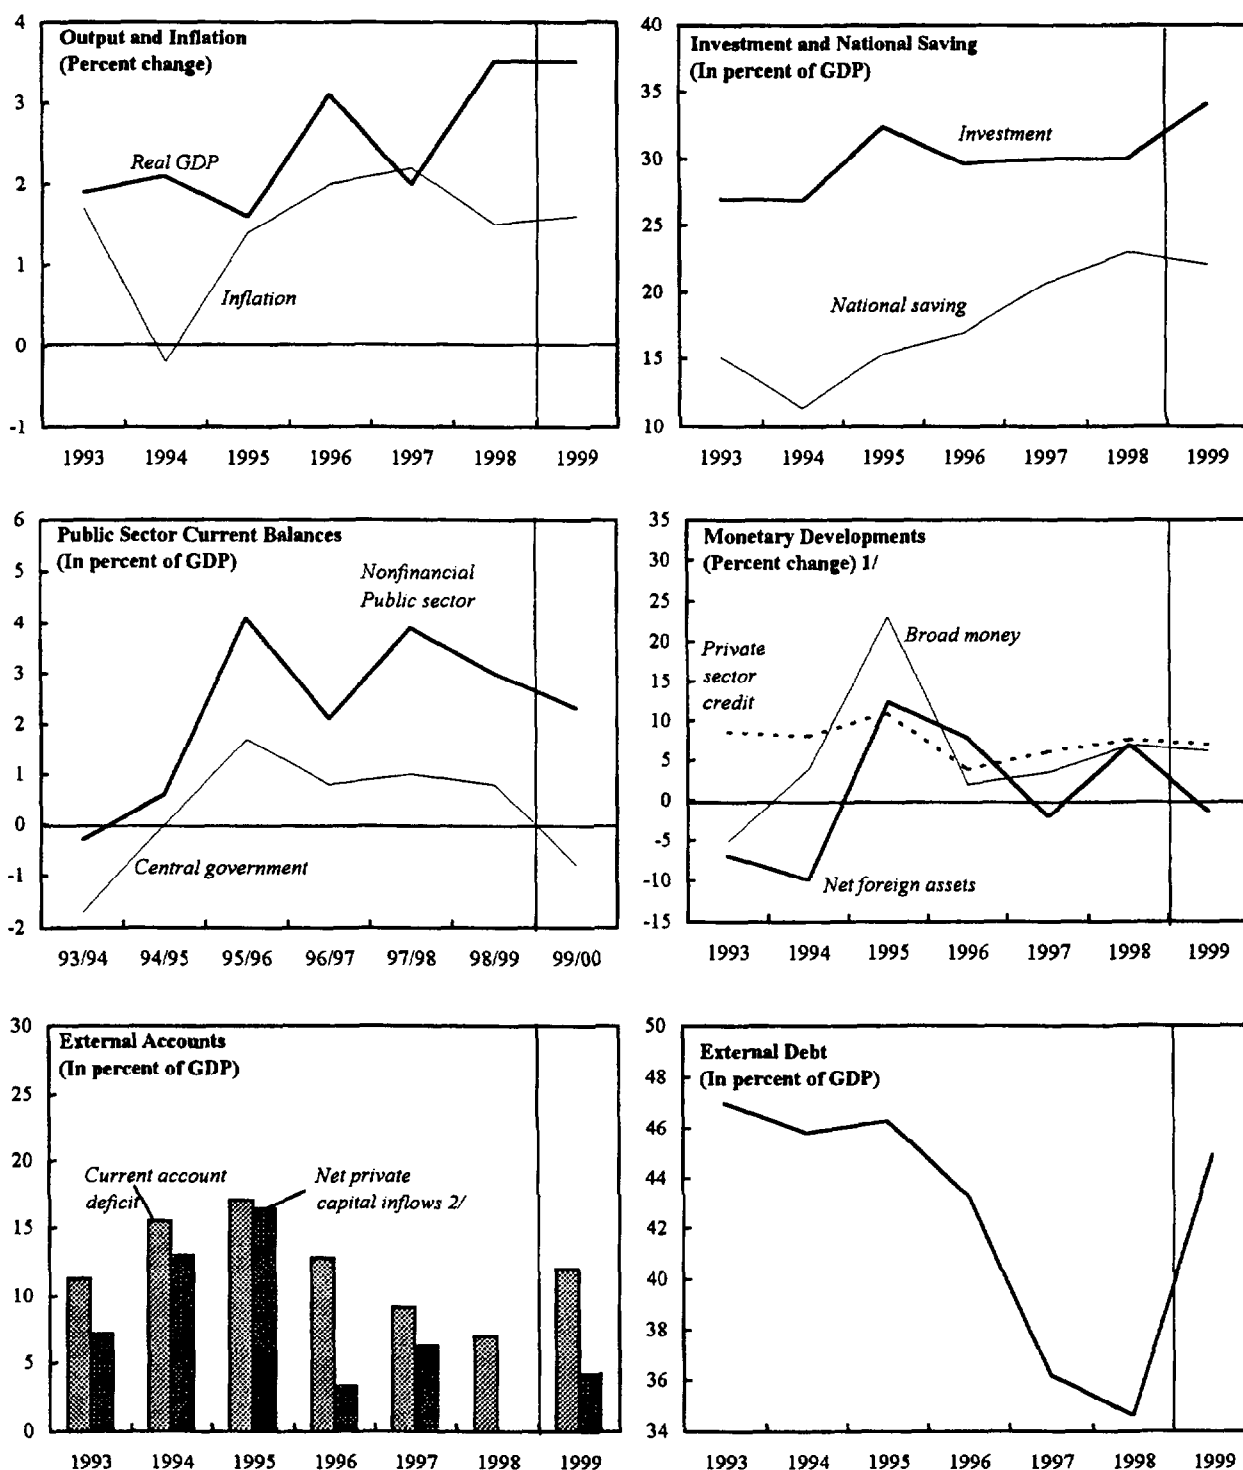 Output and Inflation
(Percent change)
4
3
2
1
0
-1
Real GDP
Inflation
1993 1994 1995 1996 1997 1998 1999
Investment and National Saving
(In percent of GDP)
40
35
30
25
20
15
10
Investment
National saving
1993 1994 1995 1996 1997 1998 1999
Public Sector Current Balances
(In percent of GDP)
6
5
4
3
2
1
0
-1
-2
Nonfinancial
Public sector
Central government
93/94 94/95 95/96 96/97 97/98 98/99 99/00
Monetary Developments
(Percent change) 1/
35
30
25
20
15
10
5
0
-5
-10
-15
Broad money
Private
sector
credit
Net foreign assets
1993 1994 1995 1996 1997 1998 1999
External Accounts
(In percent of GDP)
30
25
20
15
10
5
0
Current account
deficit
Net private
capital inflows 2/
1993 1994 1995 1996 1997 1998 1999
External Debt
(In percent of GDP)
50
48
46
44
42
40
38
36
34
1993 1994 1995 1996 1997 1998 1999